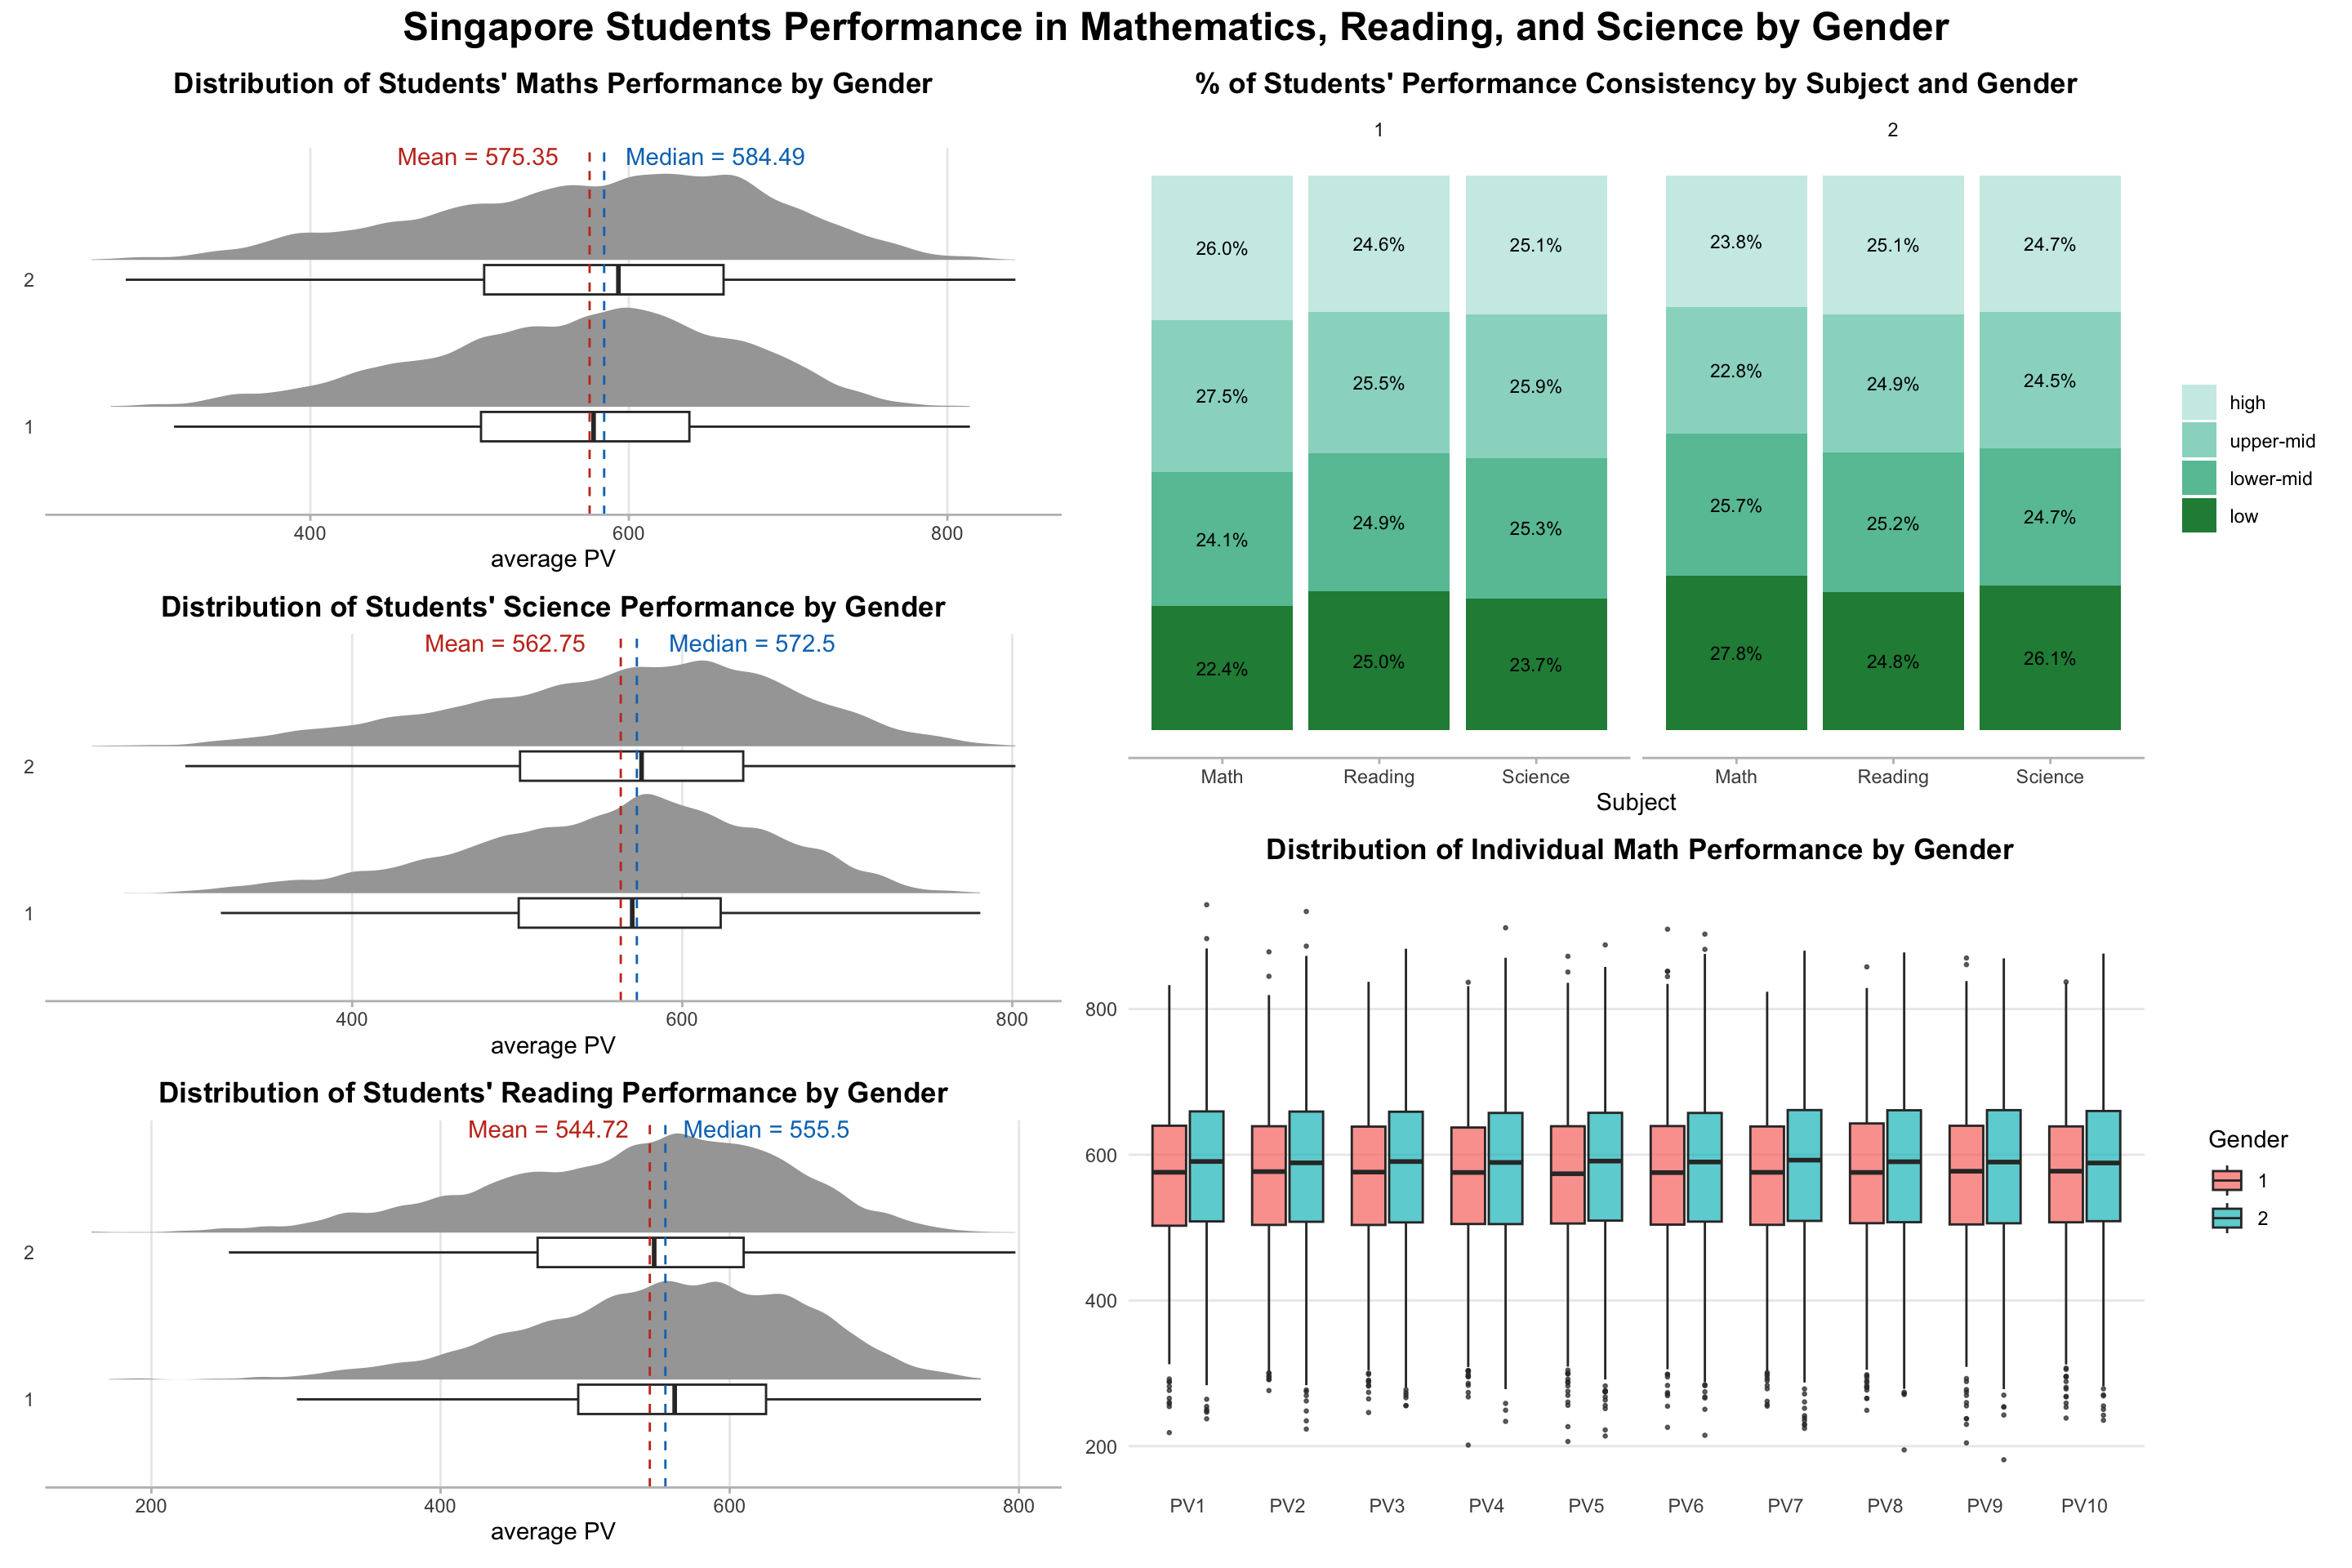 Singapore Students Performance in Mathematics, Reading, and Science by Gender
Distribution of Students' Maths Performance by Gender
Mean = 575.35 Median = 584.49
2
1
400 600 800
average PV
Distribution of Students' Science Performance by Gender
Mean = 562.75 Median = 572.5
2
1
400 600 800
average PV
Distribution of Students' Reading Performance by Gender
Mean = 544.72 Median = 555.5
2
1
200 400 600 800
average PV
% of Students' Performance Consistency by Subject and Gender
1 2
26.0% 24.6% 25.1% 23.8% 25.1% 24.7%
27.5% 25.5% 25.9% 22.8% 24.9% 24.5%
24.1% 24.9% 25.3% 25.7% 25.2% 24.7%
22.4% 25.0% 23.7% 27.8% 24.8% 26.1%
Math Reading Science Math Reading Science
Subject
high
upper-mid
lower-mid
low
Distribution of Individual Math Performance by Gender
800
600
400
200
PV1 PV2 PV3 PV4 PV5 PV6 PV7 PV8 PV9 PV10
Gender
1
2